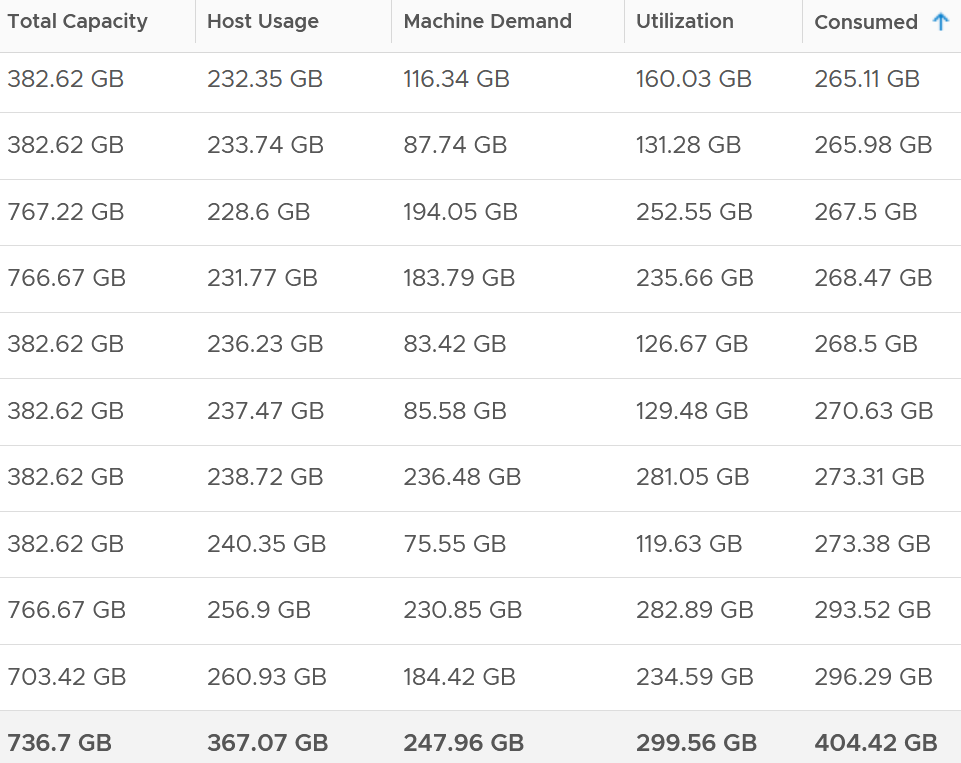 Total Capacity Host Usage Machine Demand Utilization Consumed
382.62 GB 232.35 GB 116.34 GB 160.03 GB 265.11 GB
382.62 GB 233.74 GB 87.74 GB 131.28 GB 265.98 GB
767.22 GB 228.6 GB 194.05 GB 252.55 GB 267.5 GB
766.67 GB 231.77 GB 183.79 GB 235.66 GB 268.47 GB
382.62 GB 236.23 GB 83.42 GB 126.67 GB 268.5 GB
382.62 GB 237.47 GB 85.58 GB 129.48 GB 270.63 GB
382.62 GB 238.72 GB 236.48 GB 281.05 GB 273.31 GB
382.62 GB 240.35 GB 75.55 GB 119.63 GB 273.38 GB
766.67 GB 256.9 GB 230.85 GB 282.89 GB 293.52 GB
703.42 GB 260.93 GB 184.42 GB 234.59 GB 296.29 GB
736.7 GB 367.07 GB 247.96 GB 299.56 GB 404.42 GB